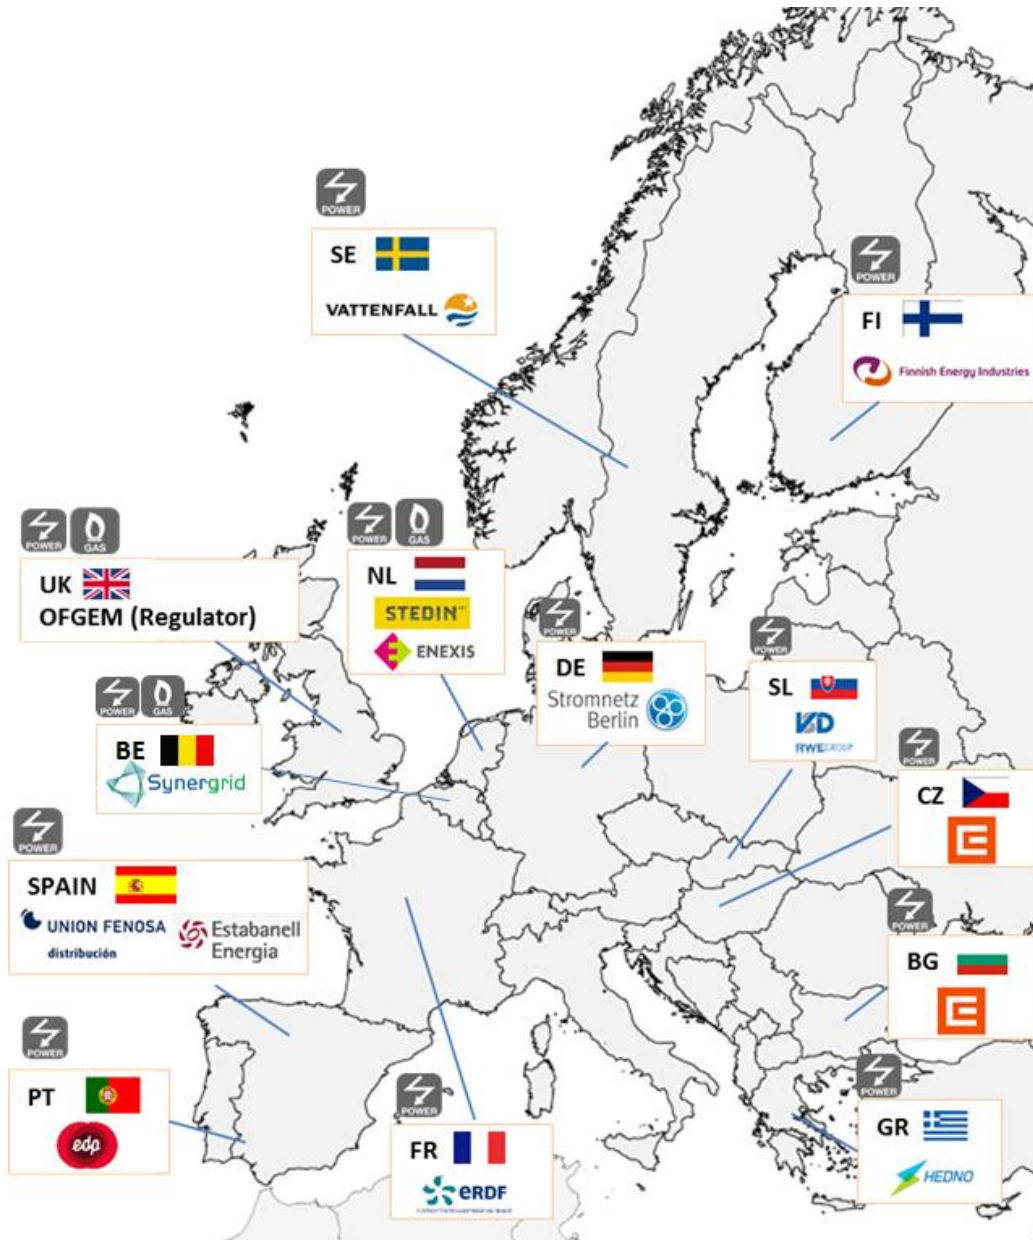 POWER
SE
VATTENFALL
POWER
FI
Finnish Energy Industries
POWER GAS
UK
OFGEM (Regulator)
POWER GAS
NL
STEDIN
ENEXIS
POWER
DE
Stromnetz
Berlin
POWER
SL
VSD
RWE GROUP
POWER GAS
BE
Synergrid
POWER
CZ
POWER
SPAIN
UNION FENOSA
distribución
Estabanell
Energia
POWER
BG
POWER
PT
edp
POWER
FR
eRDF
POWER
GR
HEDNO